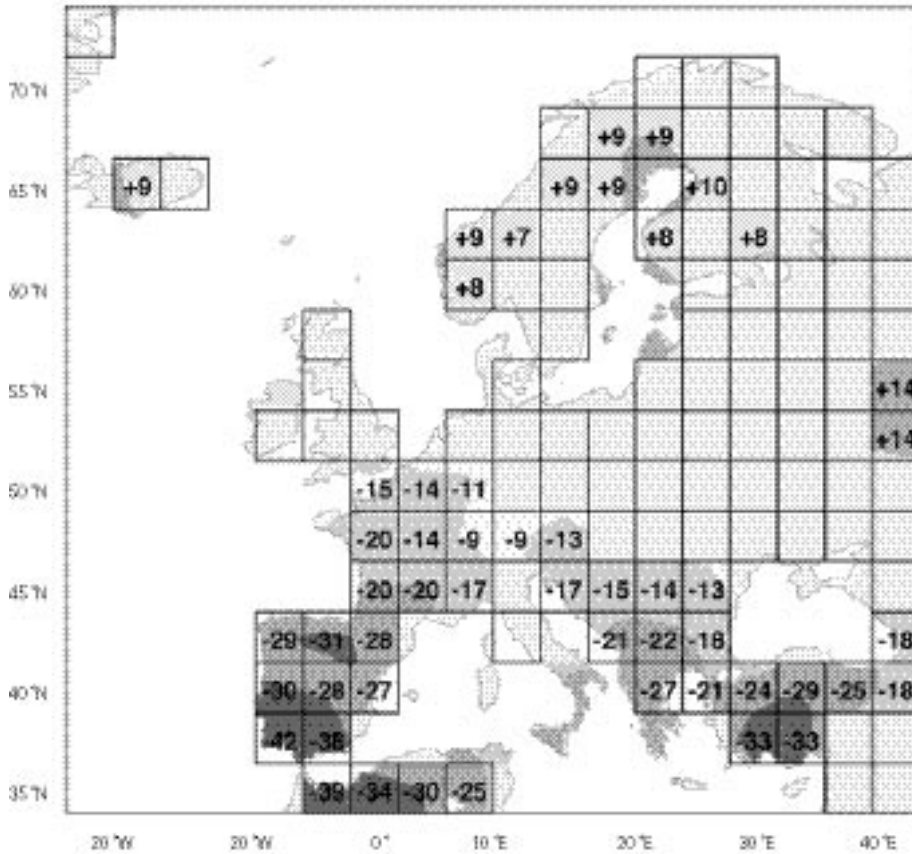 70 °N
+9 +9
+9 +9 +9 +10
65 °N
+9 +7 +8 +8
+8
60 °N
+14
55 °N
+14
-15 -14 -11
50 °N
-20 -14 -9 -9 -13
-20 -20 -17 -17 -15 -14 -13
45 °N
-29 -31 -28 -21 -22 -18 -18
-30 -28 -27 -27 -21 -24 -29 -25 -18
40 °N
-42 -38 -33 -33
-39 -34 -30 -25
35 °N
20 °W 20 °W 0° 10 °E 20 °E 30 °E 40 °E